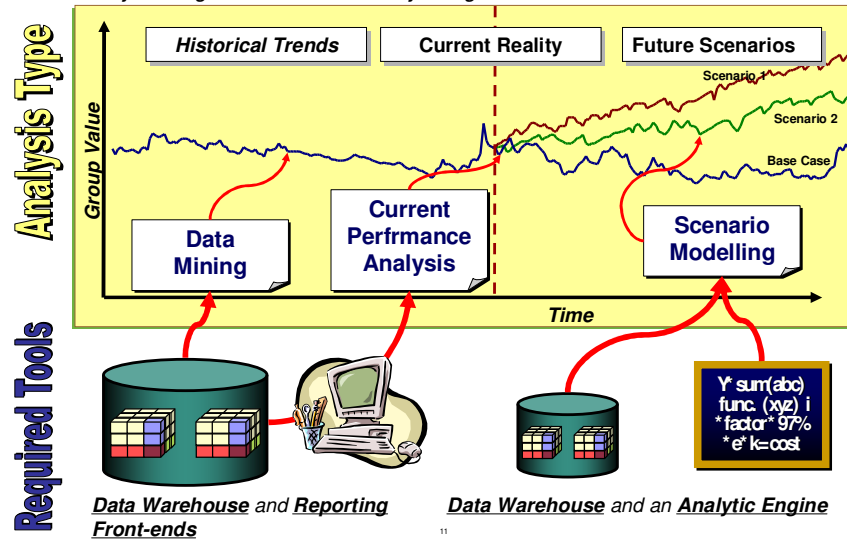 Historical Trends
Current Reality
Future Scenarios
Scenario 1
Scenario 2
Base Case
Analysis Type
Group Value
Data
Mining
Current
Perfrmance
Analysis
Scenario
Modelling
Time
Required Tools
Y* sum(abc)
func. (xyz) i
*factor* 97%
*e* k=cost
Data Warehouse and Reporting
Front-ends
Data Warehouse and an Analytic Engine
11